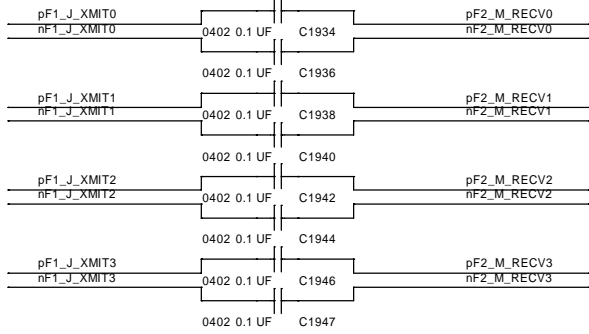 pF1_J_XMIT0 pF2_M_RECV0
nF1_J_XMIT0 0402 0.1 UF C1934 nF2_M_RECV0
0402 0.1 UF C1936
pF1_J_XMIT1 pF2_M_RECV1
nF1_J_XMIT1 0402 0.1 UF C1938 nF2_M_RECV1
0402 0.1 UF C1940
pF1_J_XMIT2 pF2_M_RECV2
nF1_J_XMIT2 0402 0.1 UF C1942 nF2_M_RECV2
0402 0.1 UF C1944
pF1_J_XMIT3 pF2_M_RECV3
nF1_J_XMIT3 0402 0.1 UF C1946 nF2_M_RECV3
0402 0.1 UF C1947